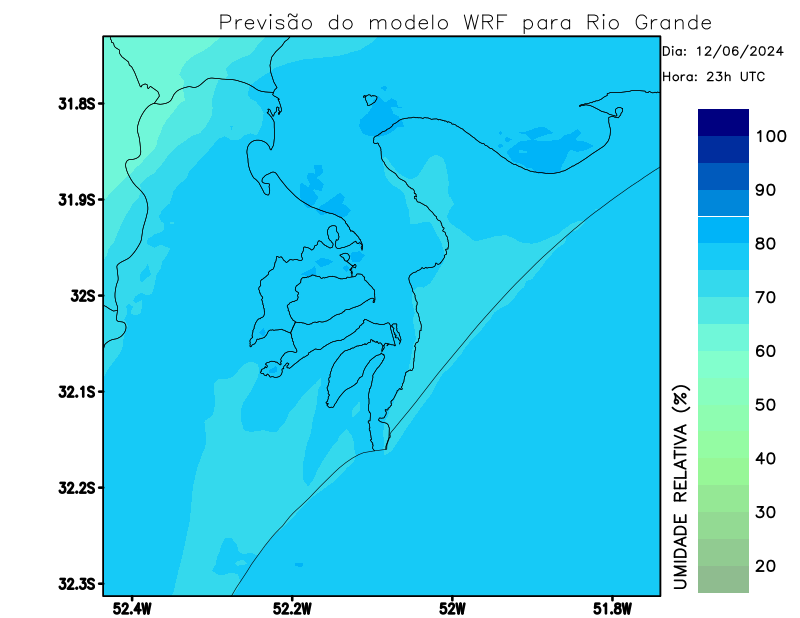 Previsão do modelo WRF para Rio Grande
Dia: 12/06/2024
Hora: 23h UTC
31.8S
31.9S
32S
32.1S
32.2S
32.3S
52.4W
52.2W
52W
51.8W
UMIDADE RELATIVA (%)
100
90
80
70
60
50
40
30
20